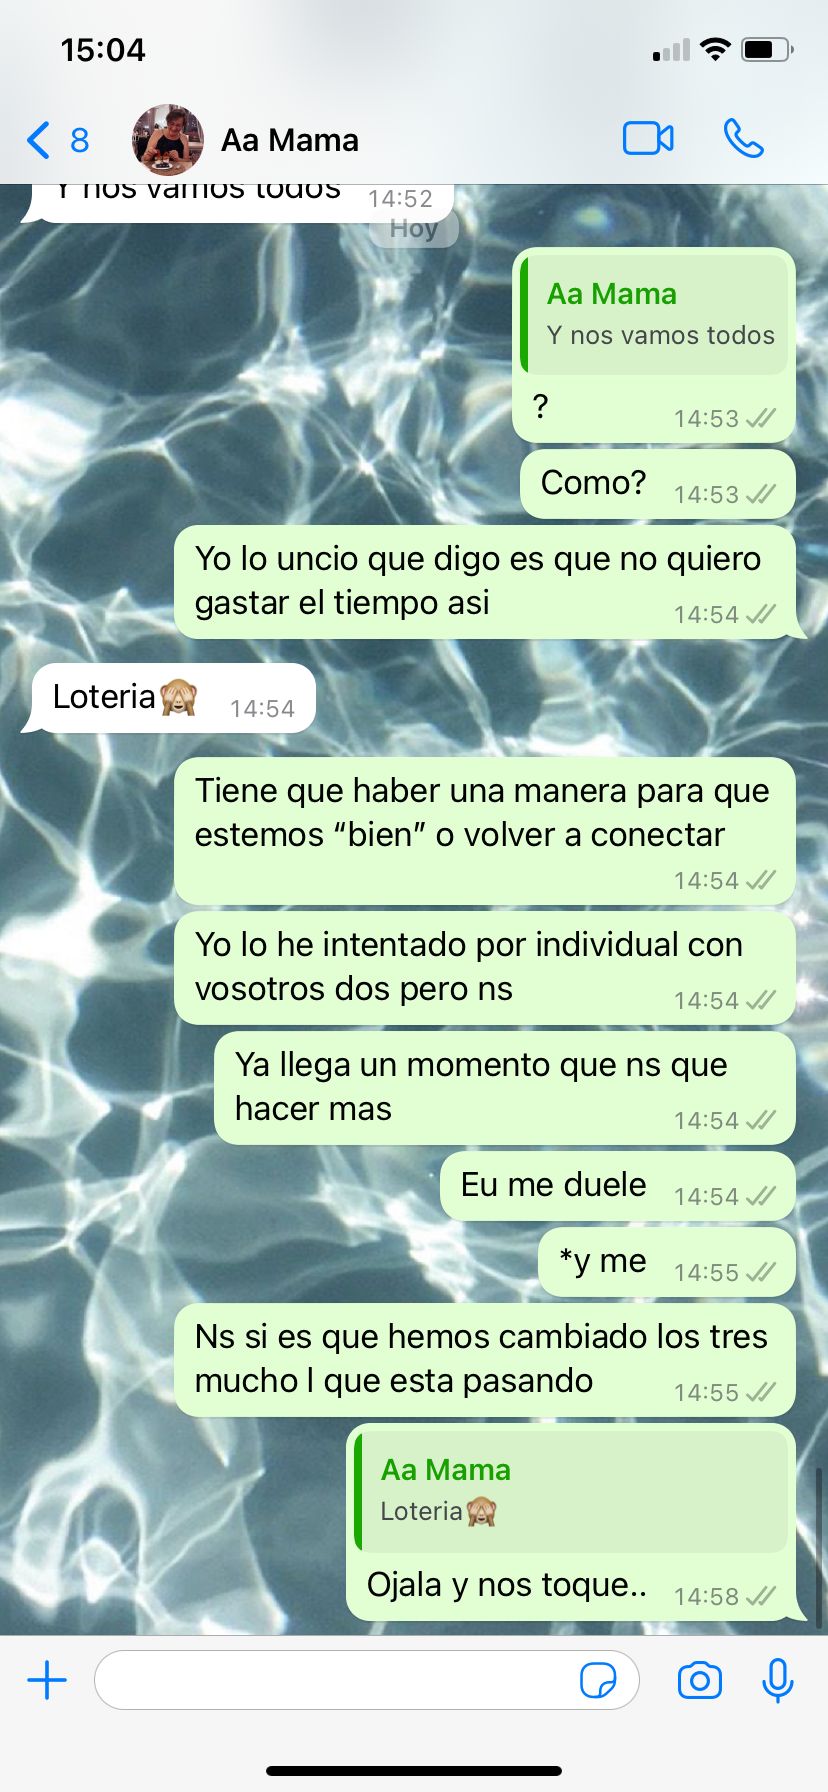 15:04
8
Aa Mama
Y nos vamos todos 14:52
Hoy
Aa Mama
Y nos vamos todos
? 14:53
Como? 14:53
Yo lo uncio que digo es que no quiero
gastar el tiempo asi 14:54
Loteria🙈 14:54
Tiene que haber una manera para que
estemos “bien” o volver a conectar
14:54
Yo lo he intentado por individual con
vosotros dos pero ns 14:54
Ya llega un momento que ns que
hacer mas 14:54
Eu me duele 14:54
*y me 14:55
Ns si es que hemos cambiado los tres
mucho l que esta pasando 14:55
Aa Mama
Loteria🙈
Ojala y nos toque.. 14:58